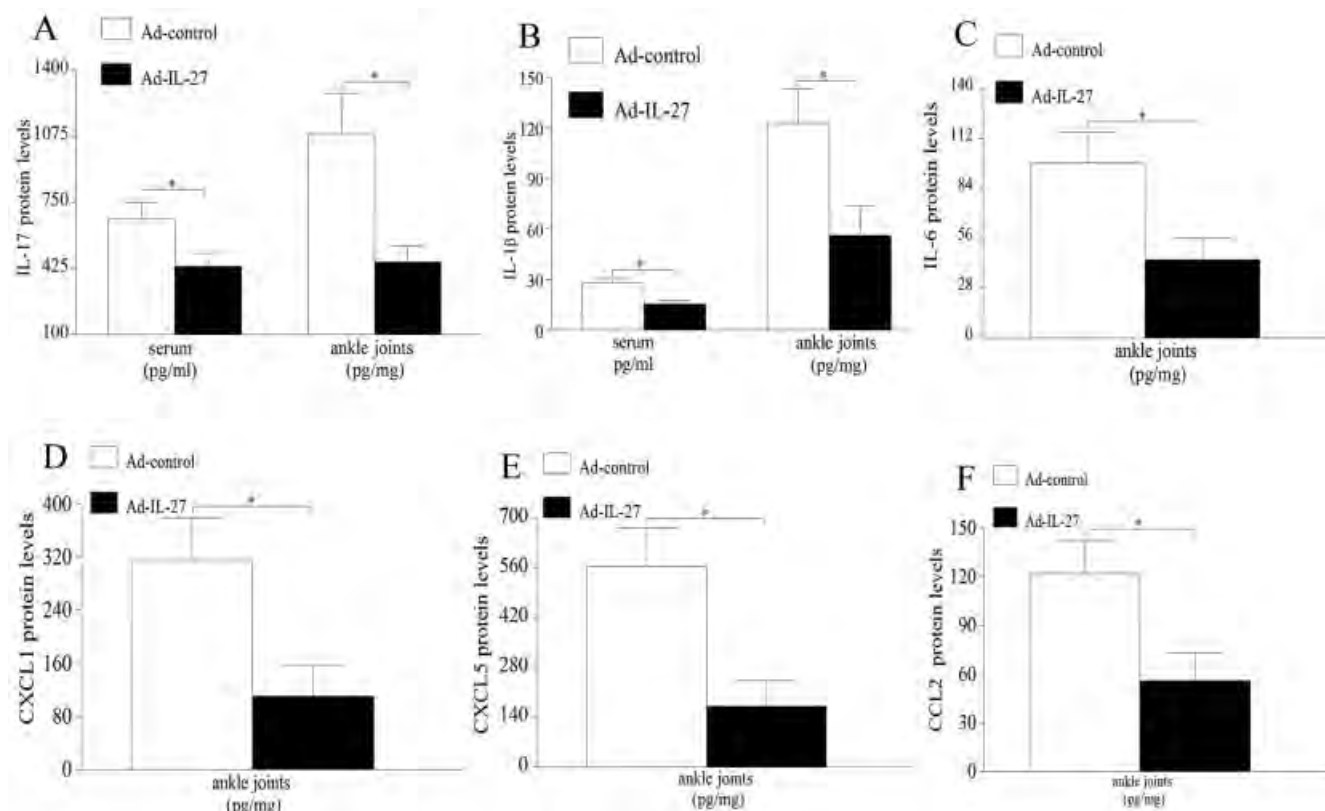 A
Ad-control
Ad-IL-27
*
*
IL-17 protein levels
1400
1075
750
425
100
serum
(pg/ml)
ankle joints
(pg/mg)
B
Ad-control
Ad-IL-27
*
*
IL-1β protein levels
150
120
90
60
30
0
serum
pg/ml
ankle joints
(pg/mg)
C
Ad-control
Ad-IL-27
*
IL-6 protein levels
140
112
84
56
28
0
ankle joints
(pg/mg)
D
Ad-control
Ad-IL-27
*
CXCL1 protein levels
400
320
240
160
80
0
ankle joints
(pg/mg)
E
Ad-control
Ad-IL-27
*
CXCL5 protein levels
700
560
420
280
140
0
ankle joints
(pg/mg)
F
Ad-control
Ad-IL-27
*
CCL2 protein levels
150
120
90
60
30
0
ankle joints
(pg/mg)